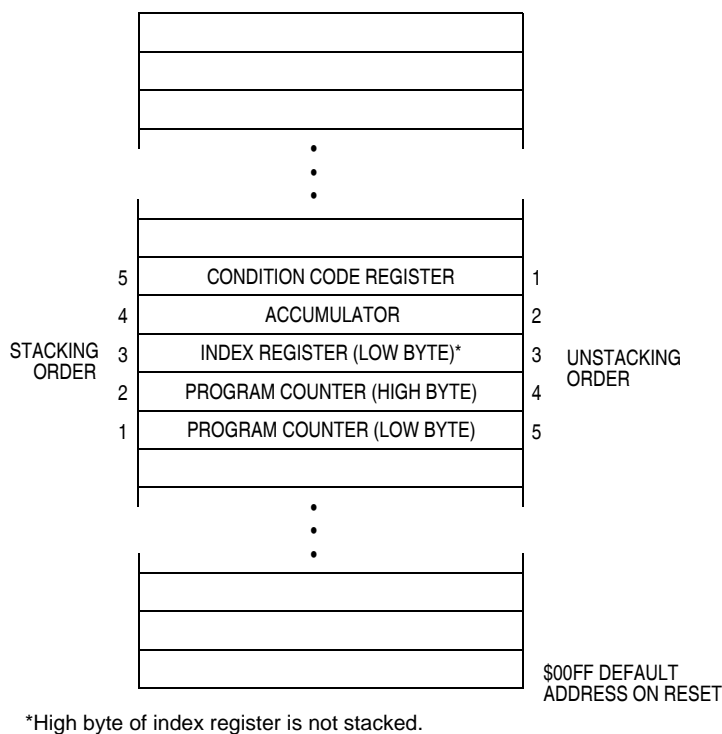 5 CONDITION CODE REGISTER 1
4 ACCUMULATOR 2
STACKING
ORDER
3 INDEX REGISTER (LOW BYTE)* 3
UNSTACKING
ORDER
2 PROGRAM COUNTER (HIGH BYTE) 4
1 PROGRAM COUNTER (LOW BYTE) 5
$00FF DEFAULT
ADDRESS ON RESET
*High byte of index register is not stacked.